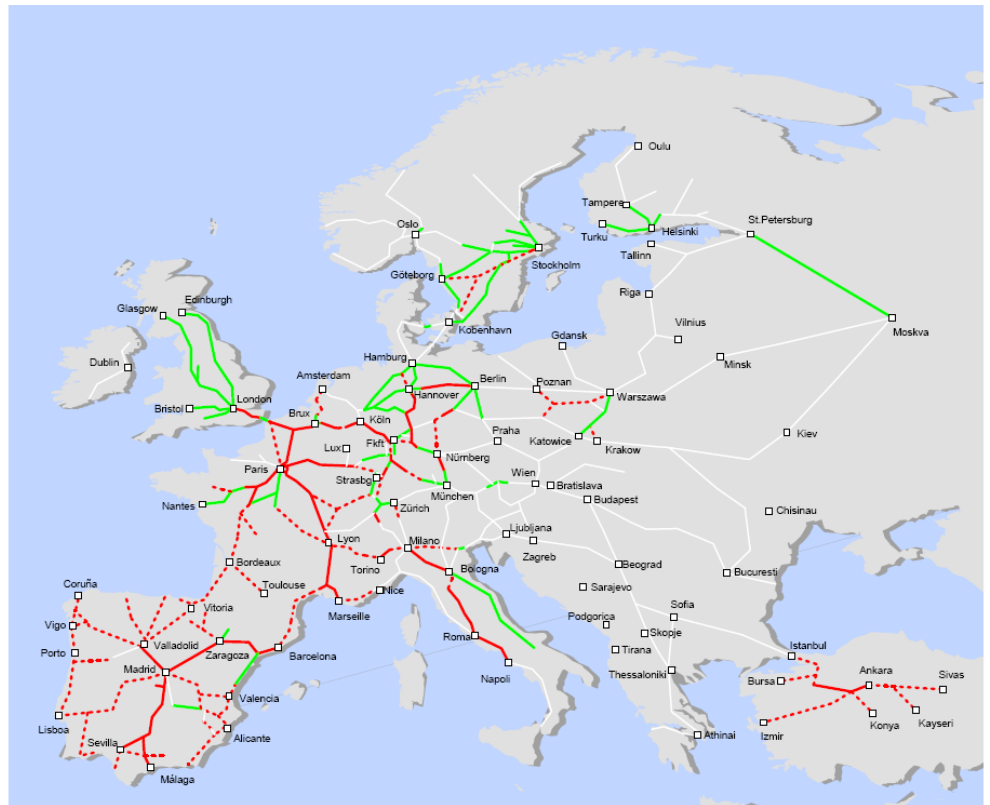 Oulu
Tampere
Turku
Helsinki
St.Petersburg
Oslo
Stockholm
Tallinn
Göteborg
Riga
Glasgow
Edinburgh
Kobenhavn
Vilnius
Moskva
Gdansk
Minsk
Dublin
Hamburg
Amsterdam
Berlin
Poznan
Hannover
Warszawa
Bristol
London
Brux
Köln
Praha
Katowice
Kiev
Lux
Fkft
Krakow
Nürnberg
Paris
Strasbg
Wien
Bratislava
München
Budapest
Nantes
Zürich
Chisinau
Lyon
Milano
Ljubljana
Zagreb
Bordeaux
Torino
Bologna
Beograd
Bucuresti
Coruña
Toulouse
Nice
Sarajevo
Vitoria
Marseille
Sofia
Vigo
Podgorica
Porto
Valladolid
Zaragoza
Barcelona
Roma
Skopje
Istanbul
Tirana
Madrid
Napoli
Thessaloniki
Bursa
Ankara
Sivas
Valencia
Lisboa
Konya
Kayseri
Izmir
Alicante
Athinai
Sevilla
Málaga